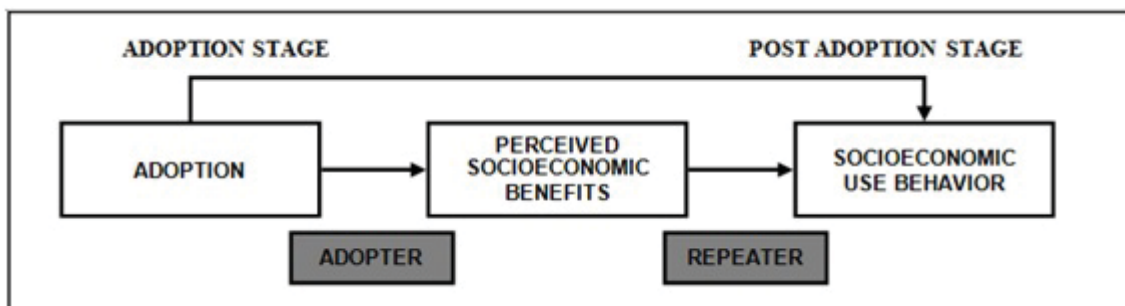 ADOPTION STAGE
POST ADOPTION STAGE
ADOPTION
PERCEIVED
SOCIOECONOMIC
BENEFITS
SOCIOECONOMIC
USE BEHAVIOR
ADOPTER
REPEATER